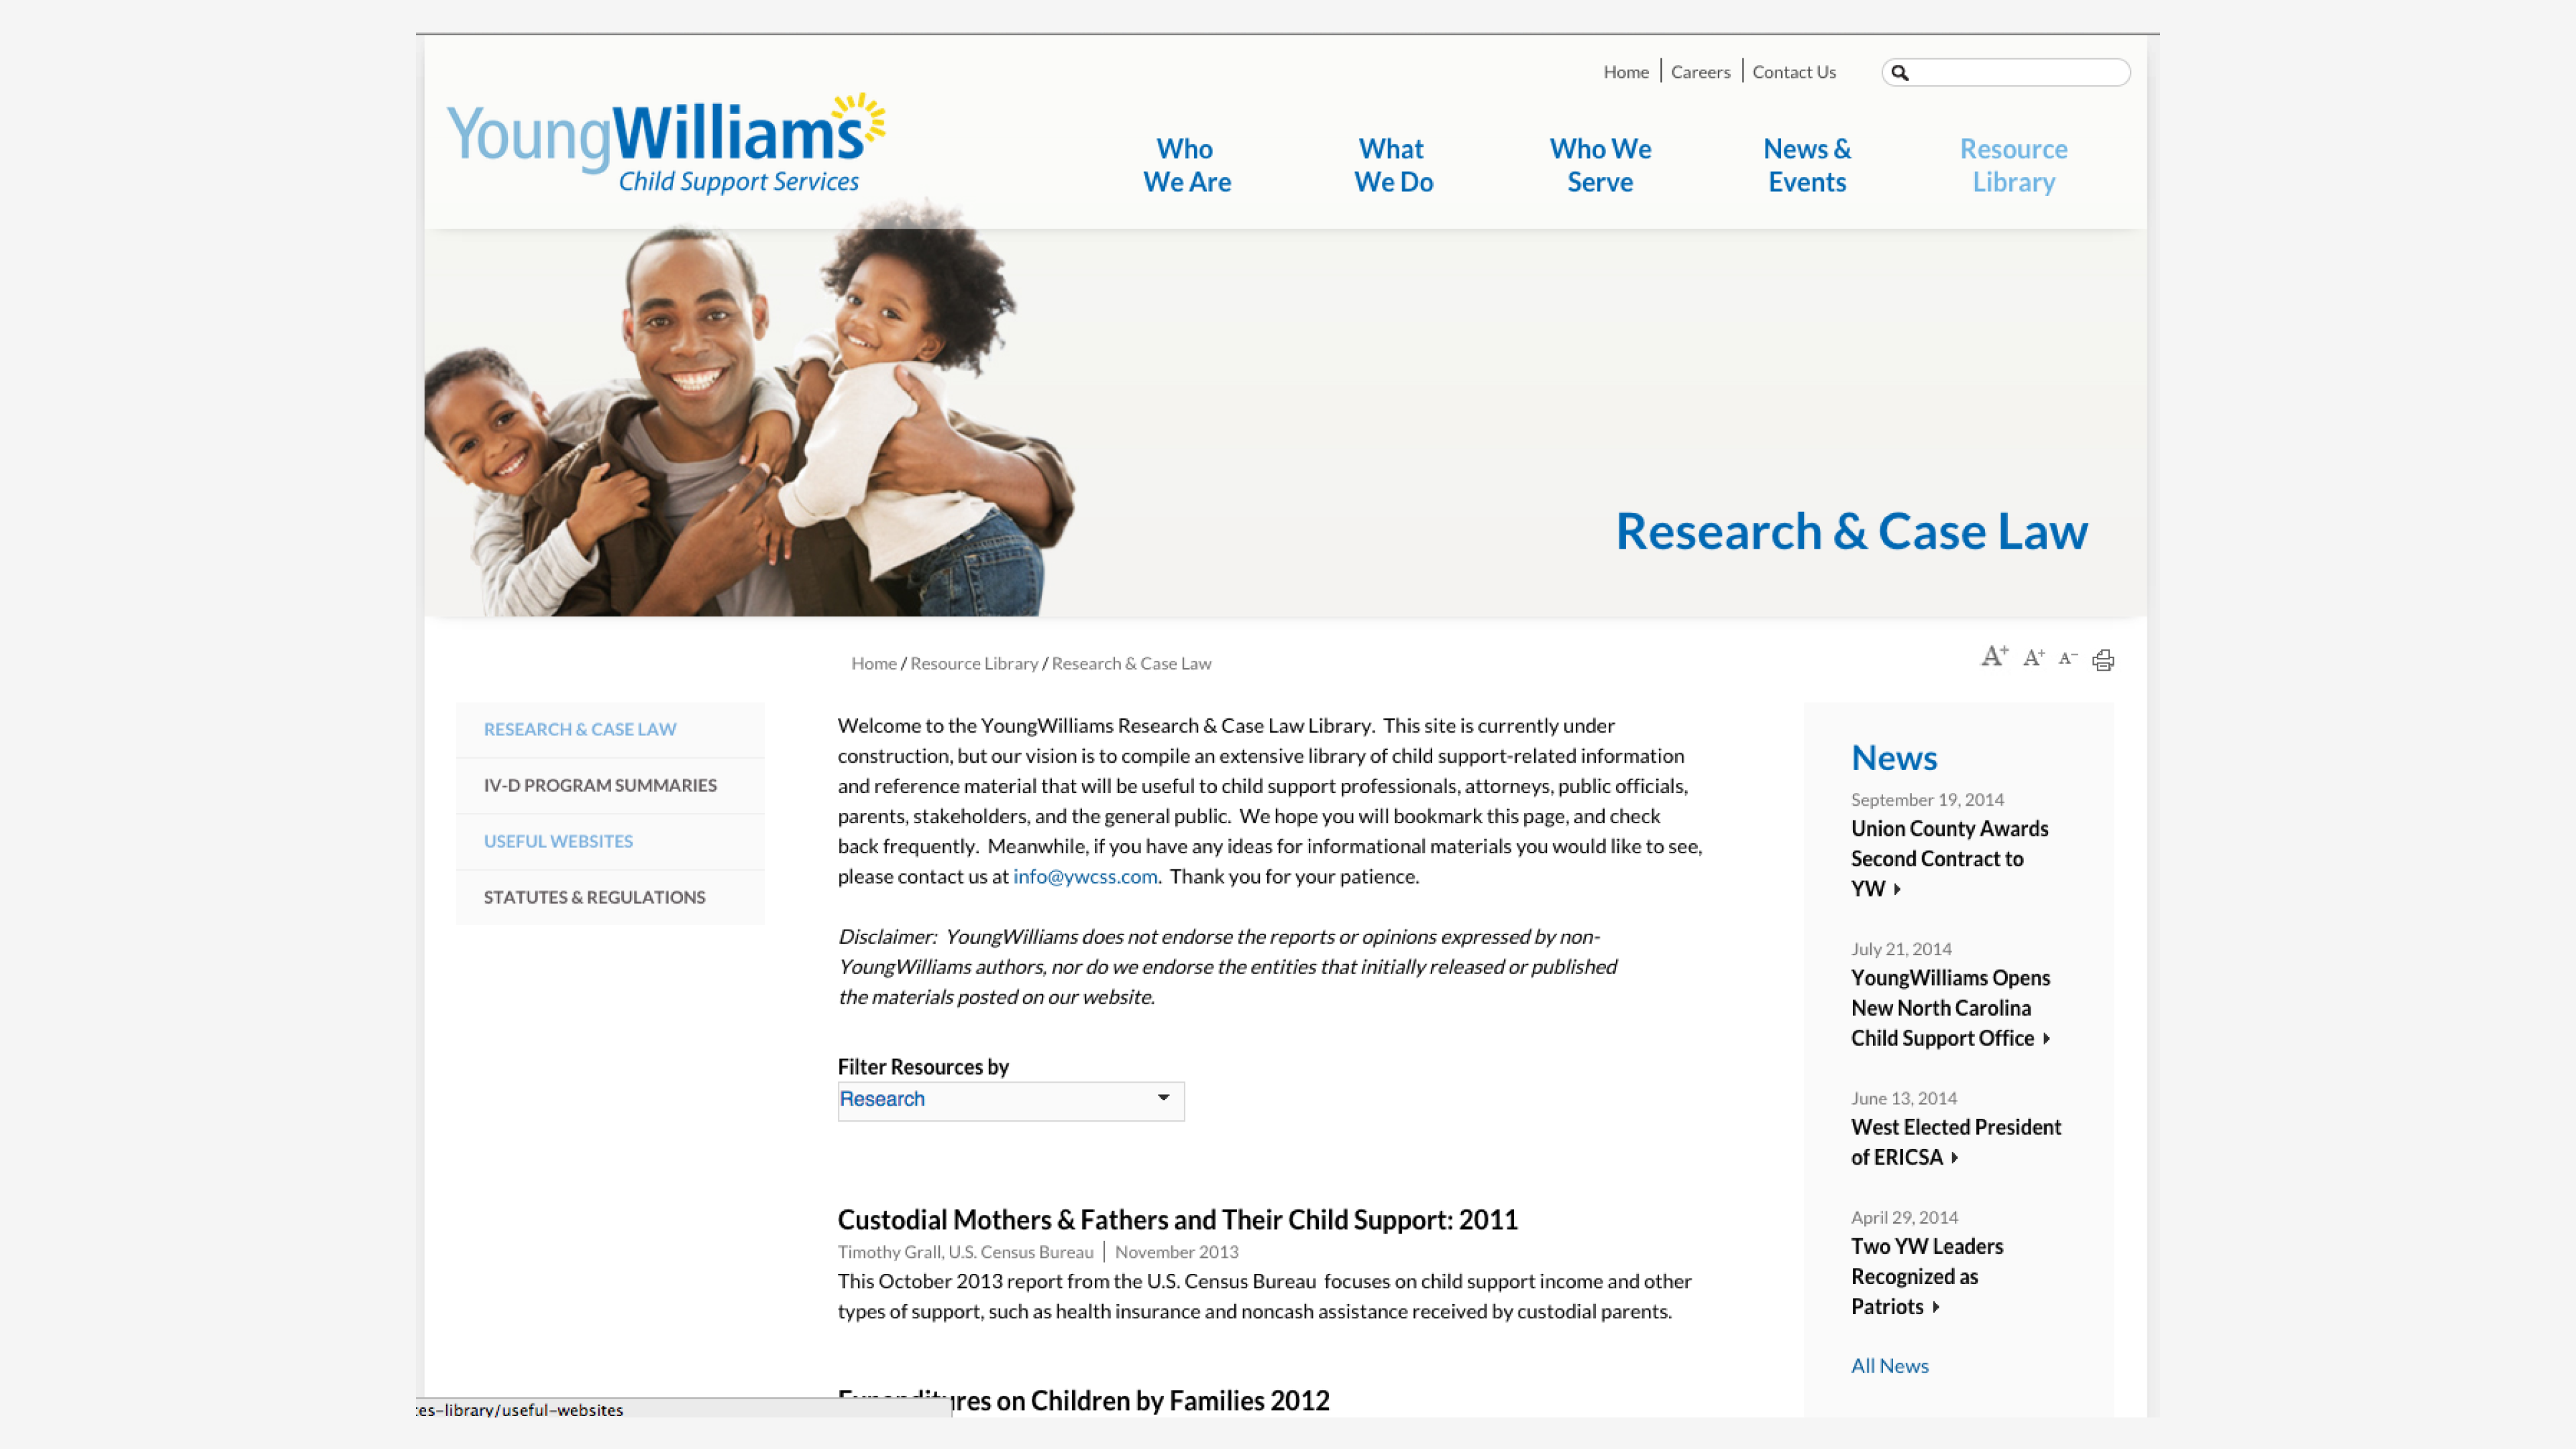 Home | Careers | Contact Us
YoungWilliams
Child Support Services
Who We Are
What We Do
Who We Serve
News & Events
Resource Library
Research & Case Law
Home / Resource Library / Research & Case Law
A+ A+ A−
RESEARCH & CASE LAW
IV-D PROGRAM SUMMARIES
USEFUL WEBSITES
STATUTES & REGULATIONS
Welcome to the YoungWilliams Research & Case Law Library. This site is currently under
construction, but our vision is to compile an extensive library of child support-related information
and reference material that will be useful to child support professionals, attorneys, public officials,
parents, stakeholders, and the general public. We hope you will bookmark this page, and check
back frequently. Meanwhile, if you have any ideas for informational materials you would like to see,
please contact us at info@ywcss.com. Thank you for your patience.
Disclaimer: YoungWilliams does not endorse the reports or opinions expressed by non-
YoungWilliams authors, nor do we endorse the entities that initially released or published
the materials posted on our website.
Filter Resources by
Research
Custodial Mothers & Fathers and Their Child Support: 2011
Timothy Grall, U.S. Census Bureau | November 2013
This October 2013 report from the U.S. Census Bureau focuses on child support income and other
types of support, such as health insurance and noncash assistance received by custodial parents.
Expenditures on Children by Families 2012
News
September 19, 2014
Union County Awards
Second Contract to
YW
July 21, 2014
YoungWilliams Opens
New North Carolina
Child Support Office
June 13, 2014
West Elected President
of ERICSA
April 29, 2014
Two YW Leaders
Recognized as
Patriots
All News
es-library/useful-websites